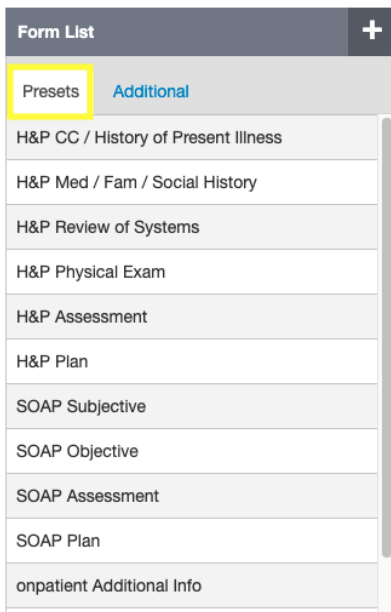 Form List +
Presets Additional
H&P CC / History of Present Illness
H&P Med / Fam / Social History
H&P Review of Systems
H&P Physical Exam
H&P Assessment
H&P Plan
SOAP Subjective
SOAP Objective
SOAP Assessment
SOAP Plan
onpatient Additional Info